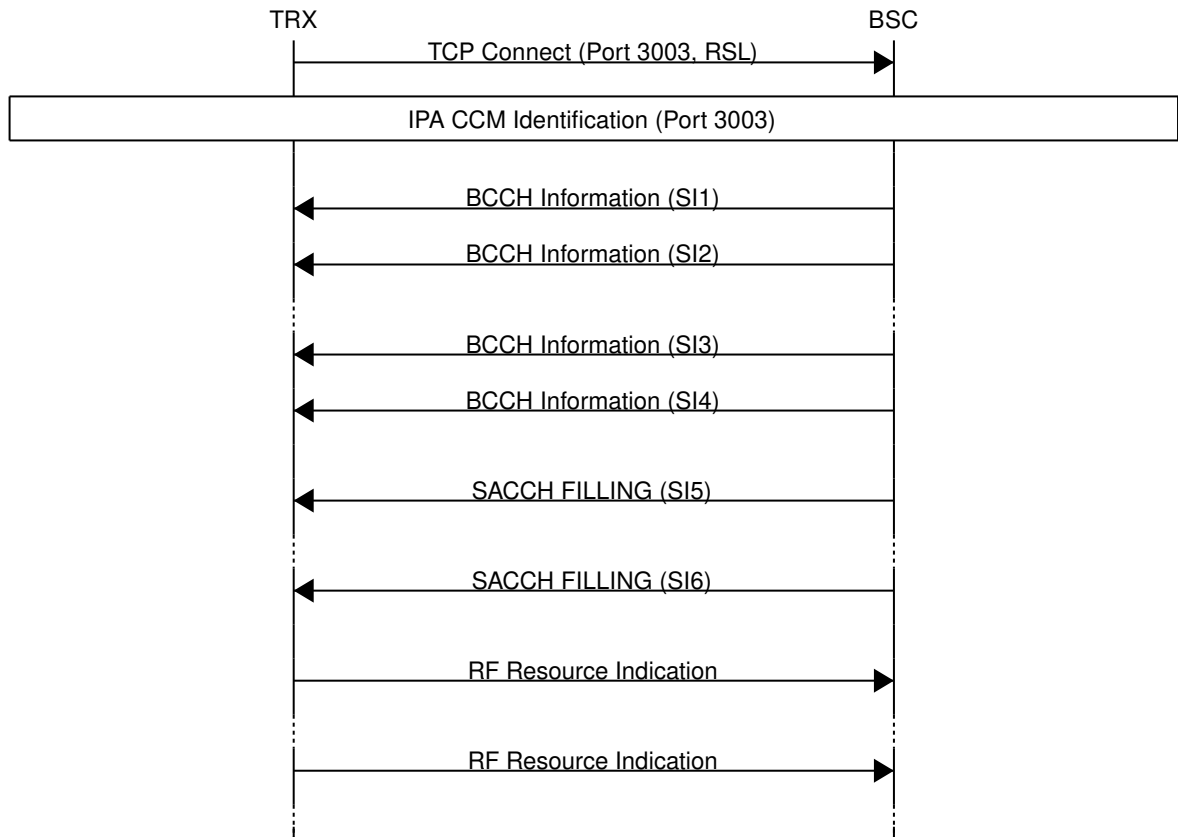 TRX BSC
TCP Connect (Port 3003, RSL)
IPA CCM Identification (Port 3003)
BCCH Information (SI1)
BCCH Information (SI2)
BCCH Information (SI3)
BCCH Information (SI4)
SACCH FILLING (SI5)
SACCH FILLING (SI6)
RF Resource Indication
RF Resource Indication